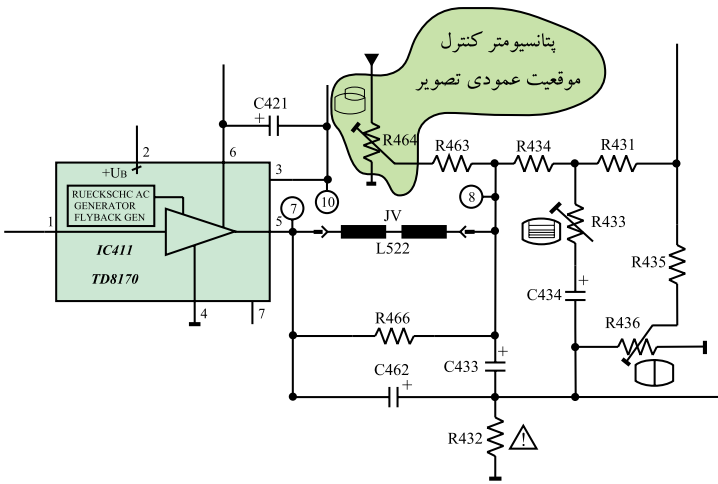 پتانسیومتر کنترل
موقعیت عمودی تصویر
C421
+
R464
R463
R434
R431
2
+UB
6
3
RUECKSCHC AC
GENERATOR
FLYBACK GEN
10
7
8
1
5
JV
L522
R433
IC411
TD8170
R435
+
C434
4
7
R466
R436
C462
+
C433
+
R432
!